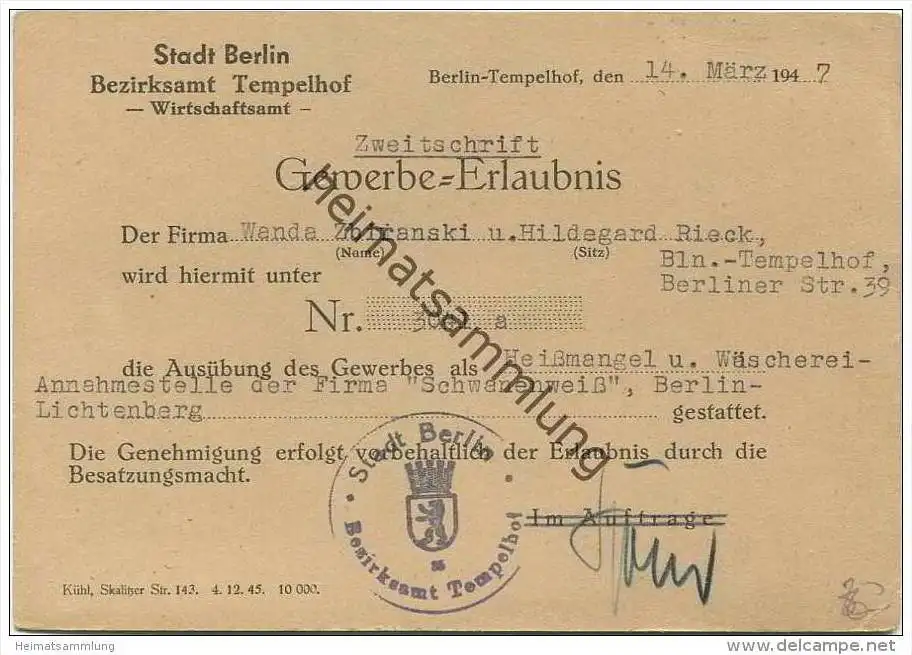 Stadt Berlin
Bezirksamt Tempelhof
— Wirtschaftsamt –
Berlin-Tempelhof, den 14. März 1947
Zweitschrift
Gewerbe=Erlaubnis
Der Firma Wanda u.Hildegard Rieck,
(Name) (Sitz)
Bln.-Tempelhof,
wird hiermit unter
Berliner Str.39
Nr. a
die Ausübung des Gewerbes als Heißmangel u. Wäscherei-
Annahmestelle der Firma "Schwanenweiß", Berlin-
Lichtenberg gestattet.
Die Genehmigung erfolgt vorbehaltlich der Erlaubnis durch die
Besatzungsmacht.
Im Auftrage
Stadt Berlin
Bezirksamt Tempelhof
Kühl, Skalitzer Str. 143. 4. 12. 45. 10 000.
heimatsammlung
Heimatsammlung
www.delcampe.net